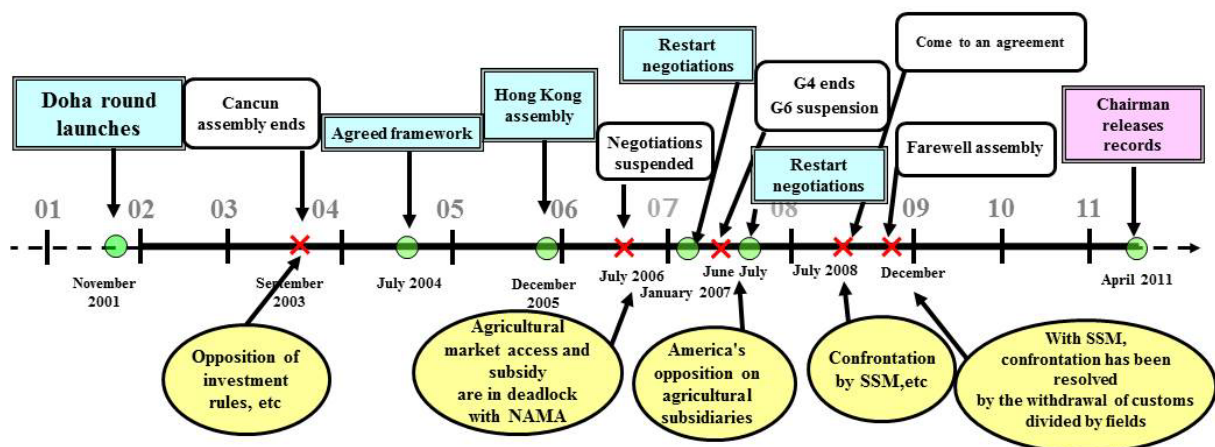 Doha round
launches
Cancun
assembly ends
Agreed framework
Hong Kong
assembly
Negotiations
suspended
Restart
negotiations
G4 ends
G6 suspension
Restart
negotiations
Come to an agreement
Farewell assembly
Chairman
releases
records
01 02 03 04 05 06 07 08 09 10 11
November
2001
September
2003
July 2004
December
2005
July 2006
January
June July
2007
July 2008
December
April 2011
Opposition of
investment
rules, etc
Agricultural
market access and
subsidy
are in deadlock
with NAMA
America's
opposition on
agricultural
subsidiaries
Confrontation
by SSM,etc
With SSM,
confrontation has been
resolved
by the withdrawal of customs
divided by fields